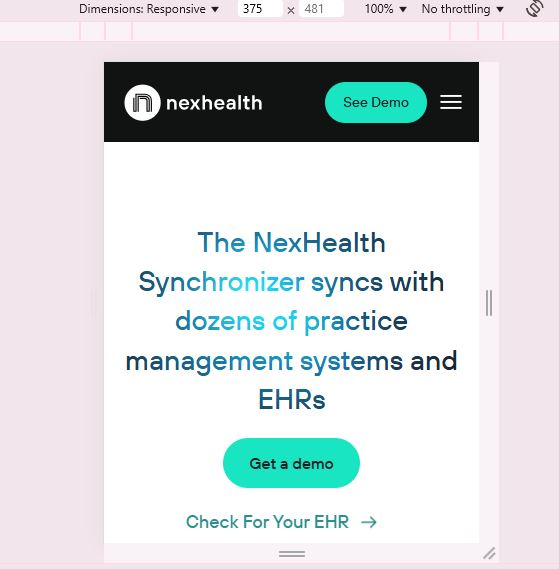 Dimensions: Responsive 375 × 481 100% No throttling
nexhealth See Demo
The NexHealth
Synchronizer syncs with
dozens of practice
management systems and
EHRs
Get a demo
Check For Your EHR →